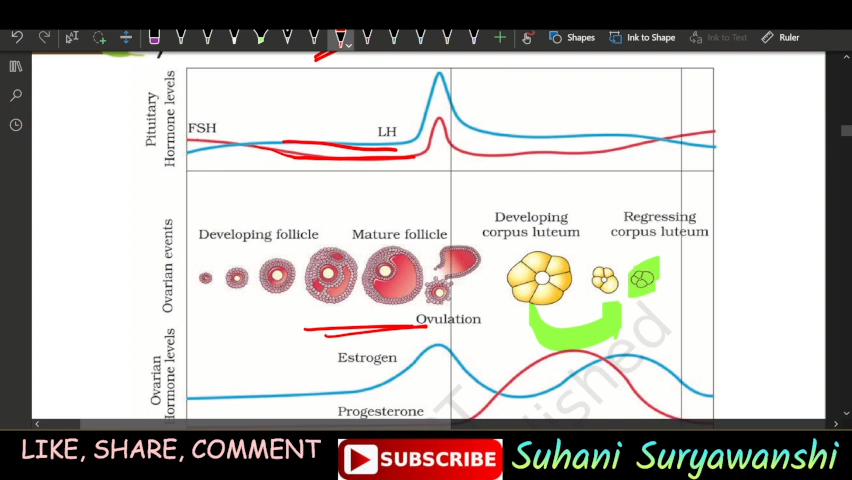 Shapes
Ink to Shape
Ink to Text
Ruler
Pituitary
Hormone levels
FSH
LH
Ovarian events
Developing follicle
Mature follicle
Developing
corpus luteum
Regressing
corpus luteum
Ovulation
Ovarian
Hormone levels
Estrogen
Progesterone
LIKE, SHARE, COMMENT
SUBSCRIBE
Suhani Suryawanshi